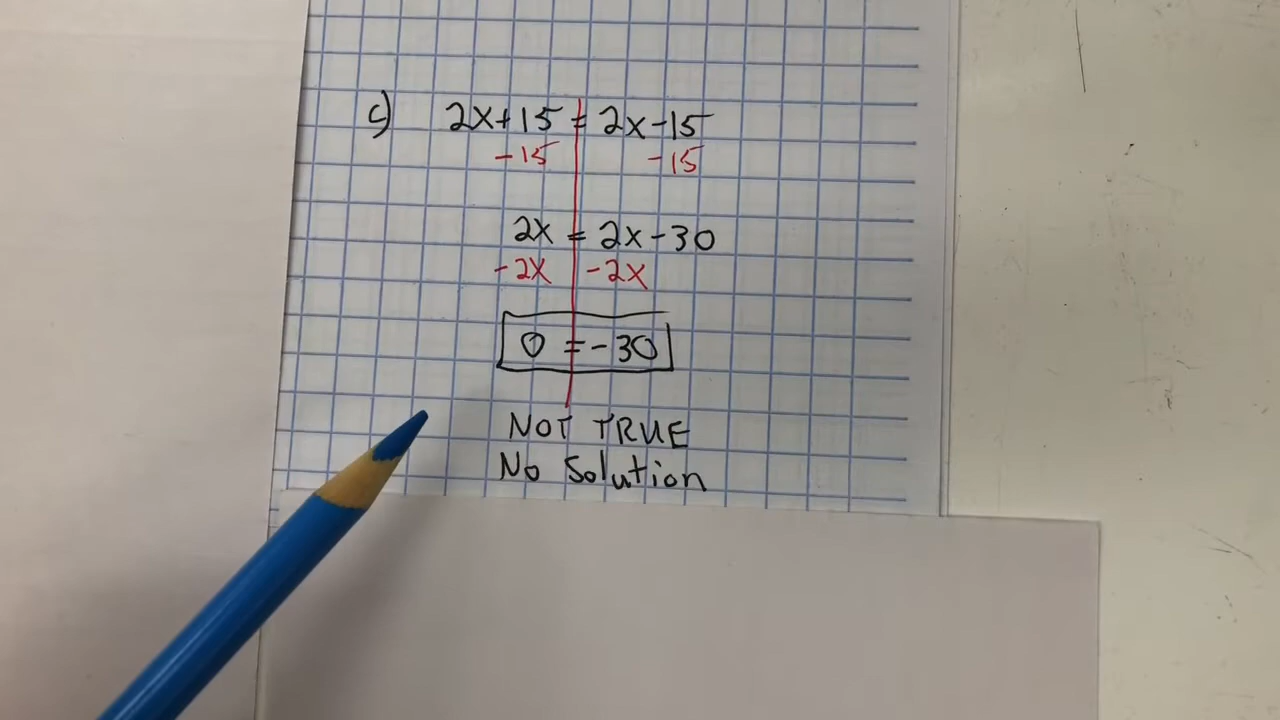 c) 2x+15 = 2x-15
-15 -15
2x = 2x-30
-2x -2x
0 = -30
NOT TRUE
No Solution